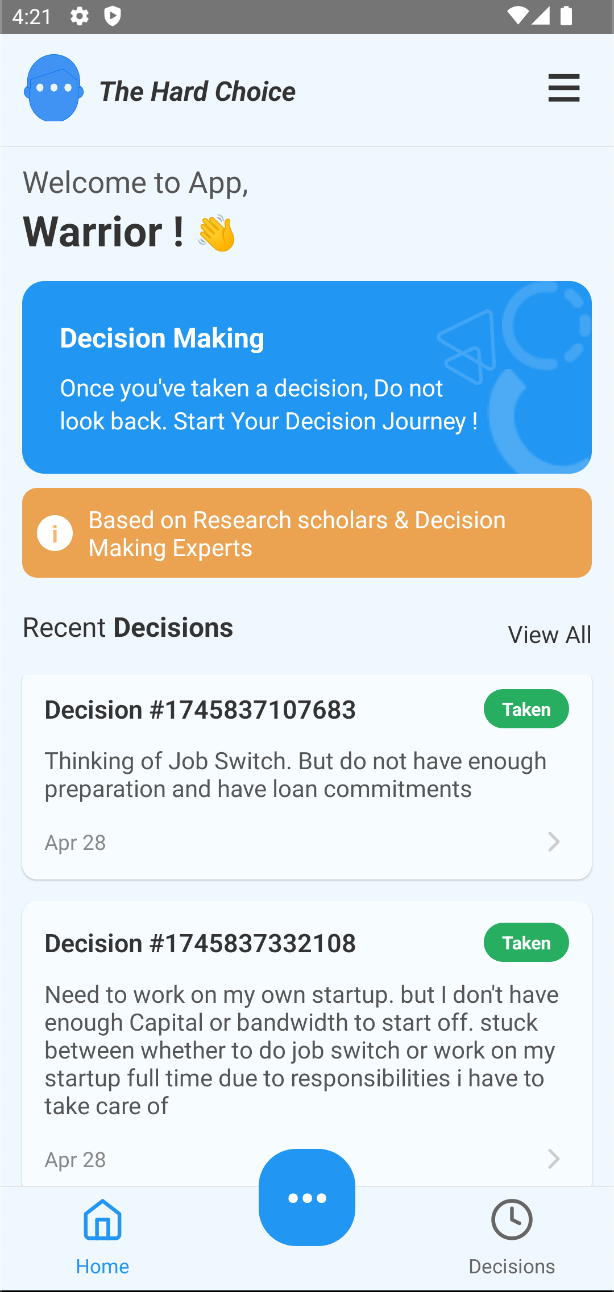 4:21
The Hard Choice
Welcome to App,
Warrior ! 👋
Decision Making
Once you've taken a decision, Do not
look back. Start Your Decision Journey !
Based on Research scholars & Decision
Making Experts
Recent Decisions
View All
Decision #1745837107683
Taken
Thinking of Job Switch. But do not have enough
preparation and have loan commitments
Apr 28
Decision #1745837332108
Taken
Need to work on my own startup. but I don't have
enough Capital or bandwidth to start off. stuck
between whether to do job switch or work on my
startup full time due to responsibilities i have to
take care of
Apr 28
Home
Decisions